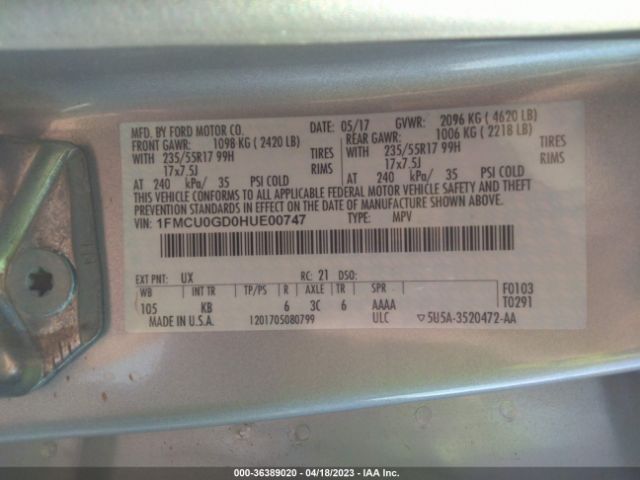 MFD. BY FORD MOTOR CO.
DATE: 05/17 GVWR: 2096 KG ( 4620 LB)
FRONT GAWR: 1098 KG ( 2420 LB)
REAR GAWR: 1006 KG ( 2218 LB)
WITH 235/55R17 99H TIRES
WITH 235/55R17 99H TIRES
17x7.5J RIMS
17x7.5J RIMS
AT 240 kPa/ 35 PSI COLD
AT 240 kPa/ 35 PSI COLD
THIS VEHICLE CONFORMS TO ALL APPLICABLE FEDERAL MOTOR VEHICLE SAFETY AND THEFT
PREVENTION STANDARDS IN EFFECT ON THE DATE OF MANUFACTURE SHOWN ABOVE.
VIN: 1FMCU0GD0HUE00747 TYPE: MPV
EXT PNT: UX RC: 21 DSO:
WB INT TR TP/PS R AXLE TR SPR F0103
105 KB 6 3C 6 AAAA T0291
MADE IN U.S.A. 1201705080799 ULC ▽5U5A-3520472-AA
000-36389020 - 04/18/2023 - IAA Inc.